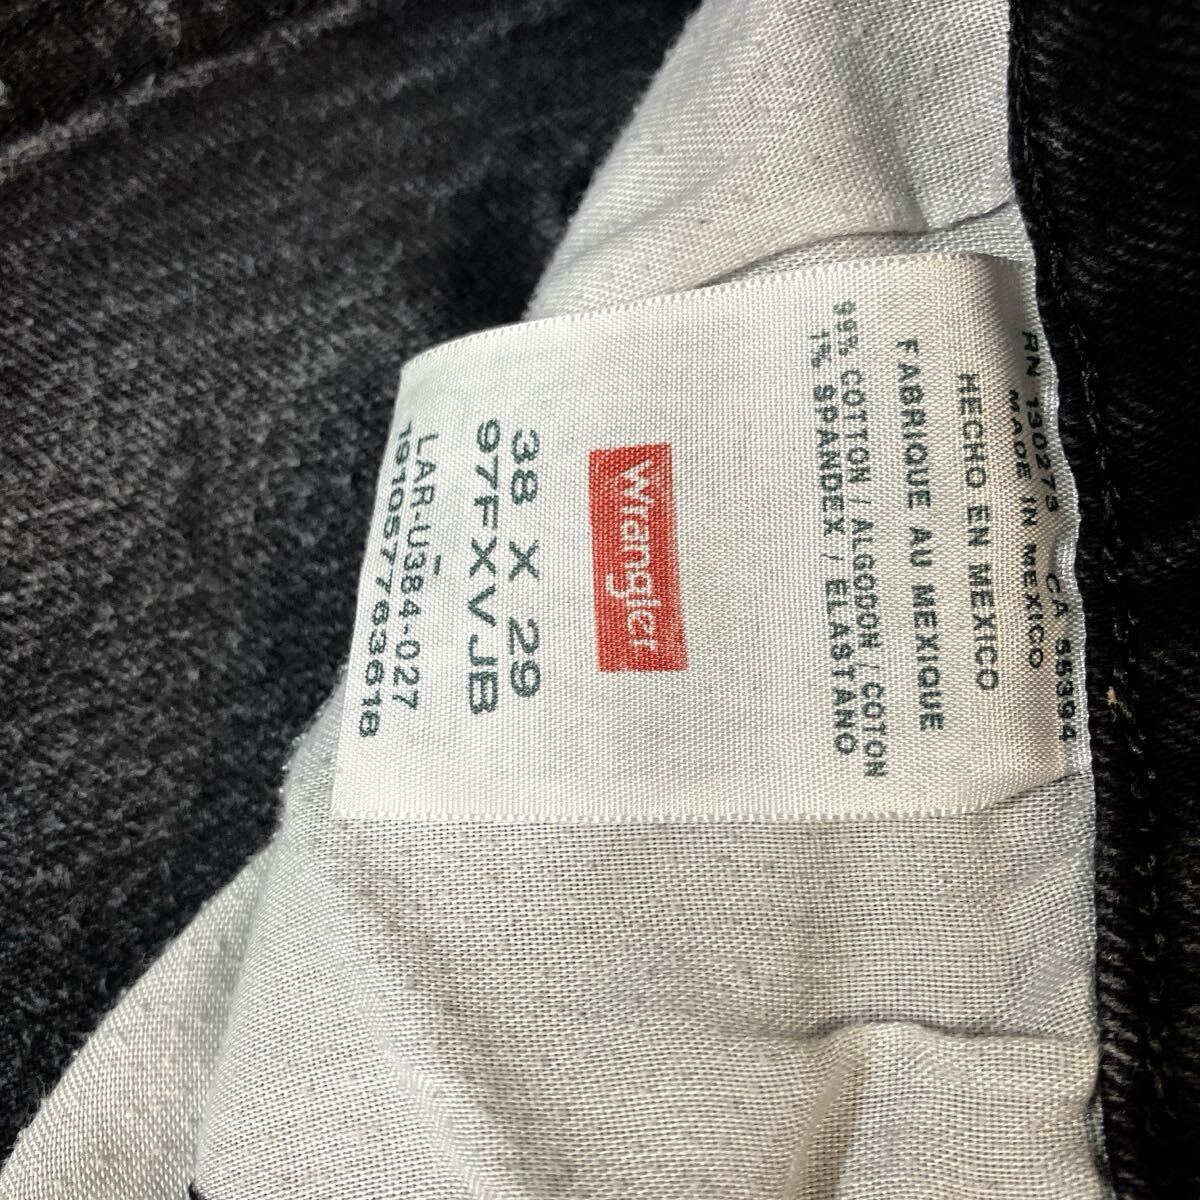 RN 130273 CA 55394
MADE IN MEXICO
HECHO EN MEXICO
FABRIQUE AU MEXIQUE
99% COTTON / ALGODON / COTON
1% SPANDEX / ELASTANO
Wrangler
38 X 29
97FXVJB
LAR-U384-027
191057763618